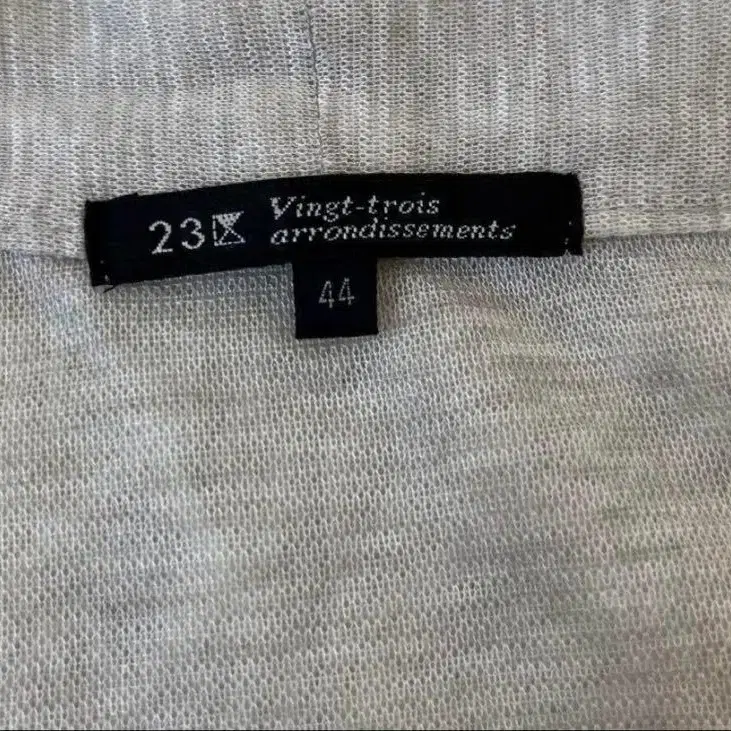 23
Vingt-trois
arrondissements
44